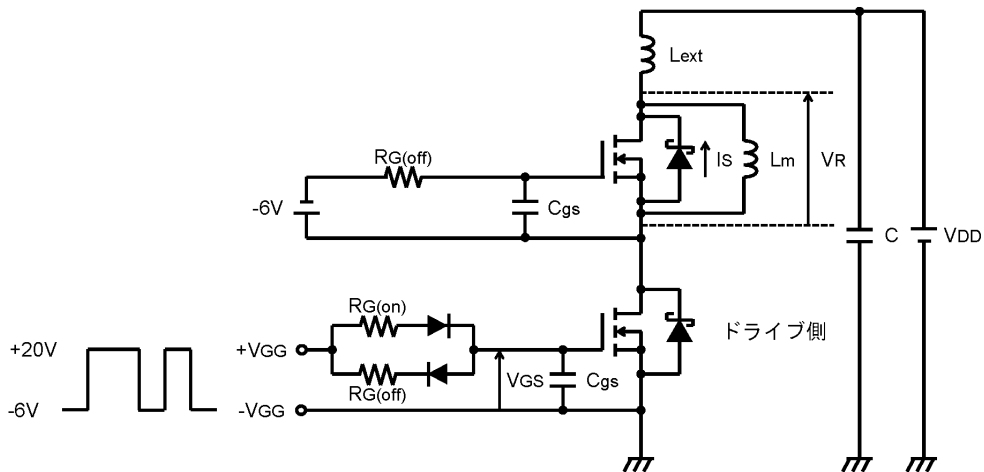 Lext
RG(off)
IS
Lm
VR
-6V
Cgs
C
VDD
RG(on)
ドライブ側
+20V
+VGG
VGS
Cgs
RG(off)
-6V
-VGG